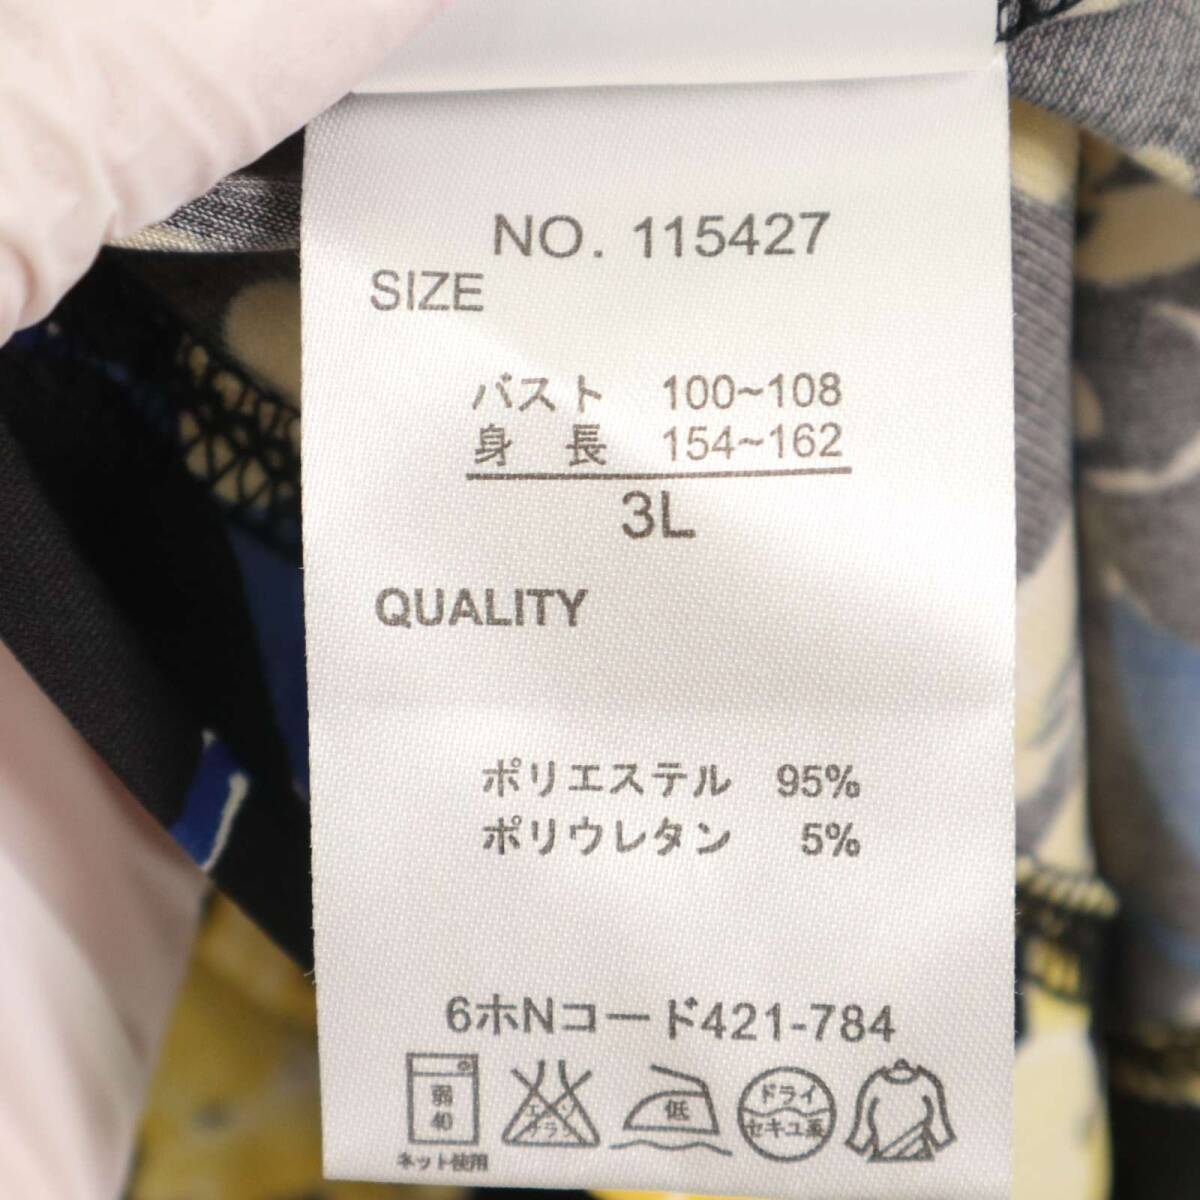 NO. 115427
SIZE
バスト 100~108
身 長 154~162
3L
QUALITY
ポリエステル 95%
ポリウレタン 5%
6ホNコード421-784
弱
40
ネット使用
エンソ
サラシ
低
ドライ
セキユ系